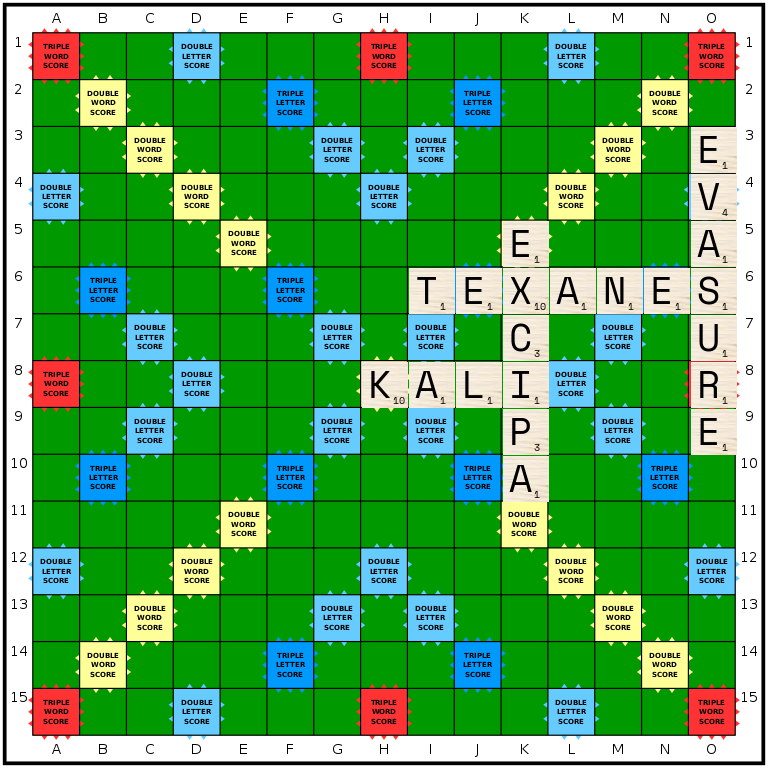 A B C D E F G H I J K L M N O
1 TRIPLE WORD SCORE DOUBLE LETTER SCORE TRIPLE WORD SCORE DOUBLE LETTER SCORE TRIPLE WORD SCORE 1
2 DOUBLE WORD SCORE TRIPLE LETTER SCORE TRIPLE LETTER SCORE DOUBLE WORD SCORE 2
3 DOUBLE WORD SCORE DOUBLE LETTER SCORE DOUBLE LETTER SCORE DOUBLE WORD SCORE E1 3
4 DOUBLE LETTER SCORE DOUBLE WORD SCORE DOUBLE LETTER SCORE DOUBLE WORD SCORE V4 4
5 DOUBLE WORD SCORE E1 A1 5
6 TRIPLE LETTER SCORE TRIPLE LETTER SCORE T1 E1 X10 A1 N1 E1 S1 6
7 DOUBLE LETTER SCORE DOUBLE LETTER SCORE DOUBLE LETTER SCORE C3 DOUBLE LETTER SCORE U1 7
8 TRIPLE WORD SCORE DOUBLE LETTER SCORE K10 A1 L1 I1 DOUBLE LETTER SCORE R1 8
9 DOUBLE LETTER SCORE DOUBLE LETTER SCORE DOUBLE LETTER SCORE P3 DOUBLE LETTER SCORE E1 9
10 TRIPLE LETTER SCORE TRIPLE LETTER SCORE TRIPLE LETTER SCORE A1 TRIPLE LETTER SCORE 10
11 DOUBLE WORD SCORE DOUBLE WORD SCORE 11
12 DOUBLE LETTER SCORE DOUBLE WORD SCORE DOUBLE LETTER SCORE DOUBLE WORD SCORE DOUBLE LETTER SCORE 12
13 DOUBLE WORD SCORE DOUBLE LETTER SCORE DOUBLE LETTER SCORE DOUBLE WORD SCORE 13
14 DOUBLE WORD SCORE TRIPLE LETTER SCORE TRIPLE LETTER SCORE DOUBLE WORD SCORE 14
15 TRIPLE WORD SCORE DOUBLE LETTER SCORE TRIPLE WORD SCORE DOUBLE LETTER SCORE TRIPLE WORD SCORE 15
A B C D E F G H I J K L M N O